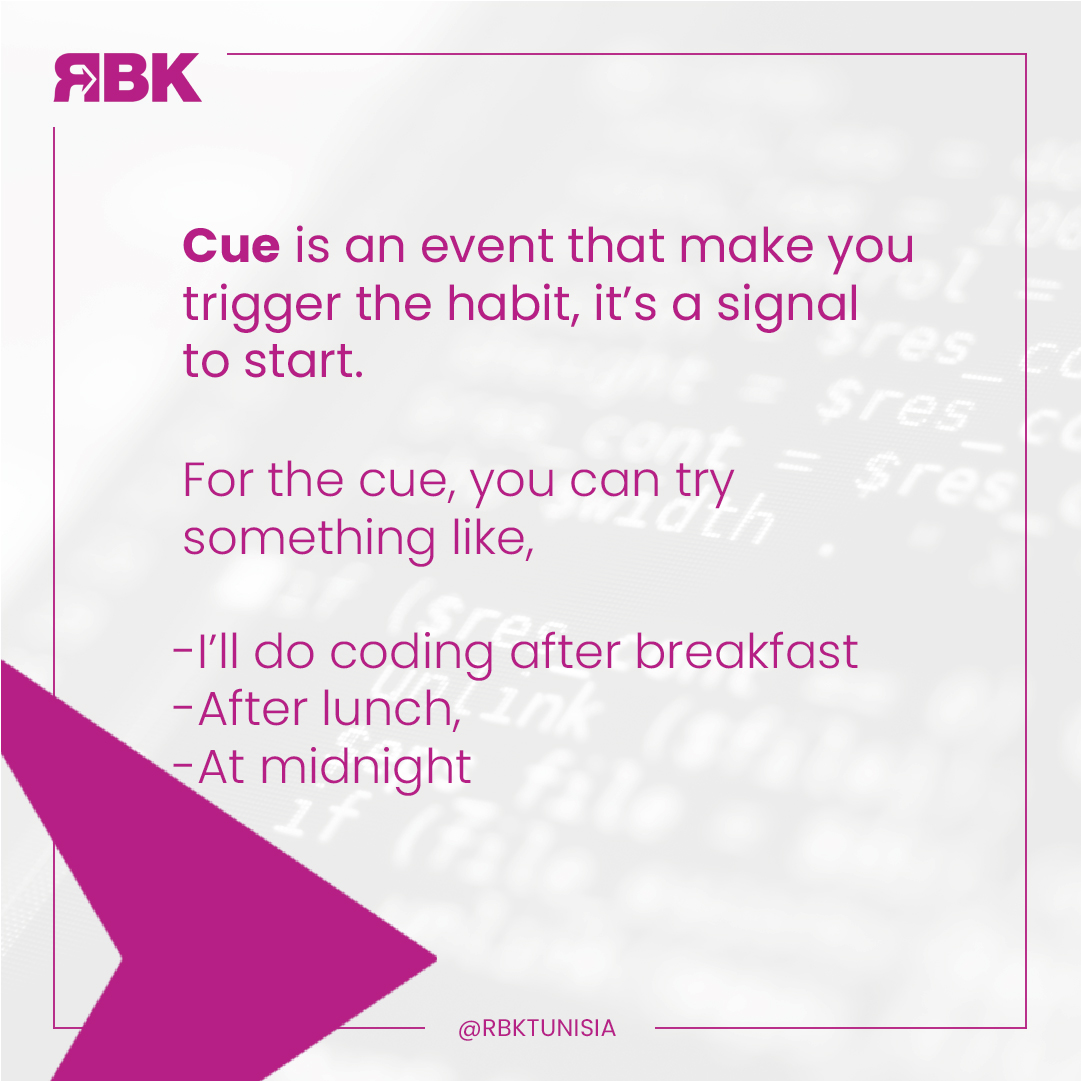 RBK
Cue is an event that make you
trigger the habit, it’s a signal
to start.
For the cue, you can try
something like,
-I’ll do coding after breakfast
-After lunch,
-At midnight
@RBKTUNISIA